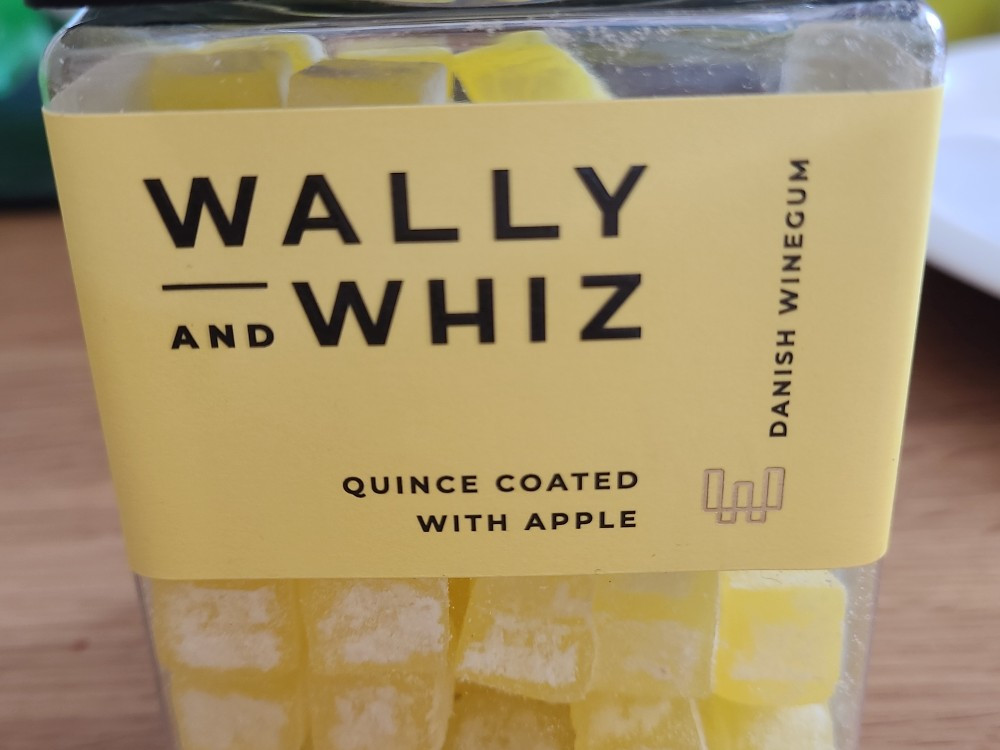 WALLY
AND WHIZ
QUINCE COATED
WITH APPLE
DANISH WINEGUM